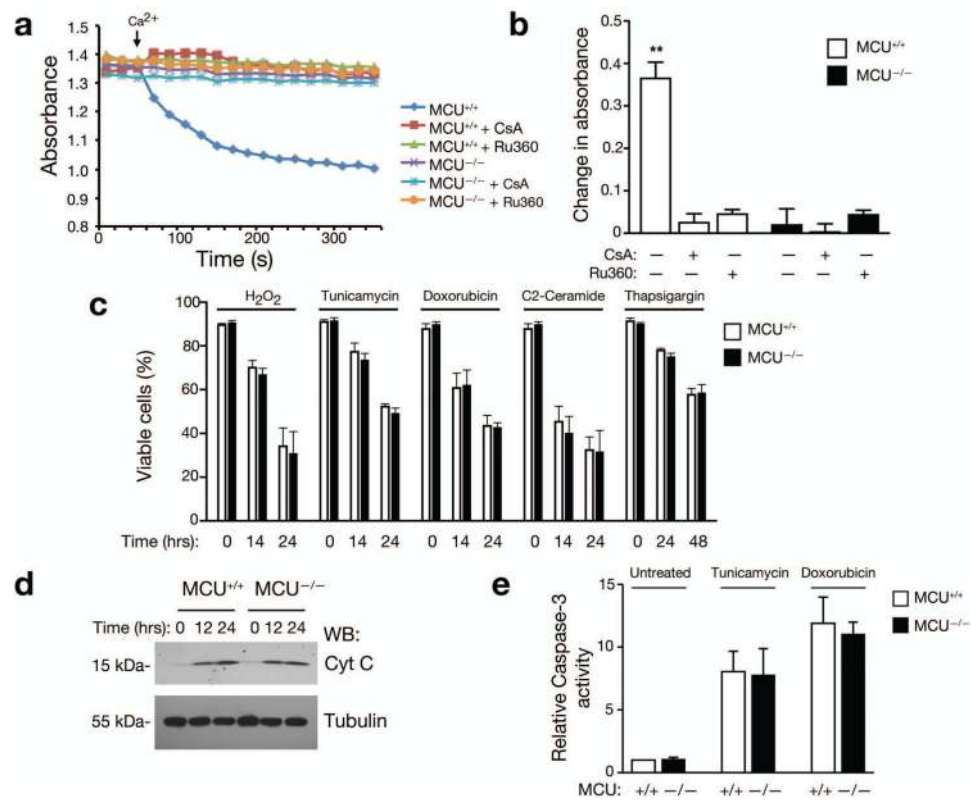 a
Ca²⁺
Absorbance
1.4
1.3
1.2
1.1
1.0
0.9
0.8
0 100 200 300
Time (s)
MCU⁺/⁺
MCU⁺/⁺ + CsA
MCU⁺/⁺ + Ru360
MCU⁻/⁻
MCU⁻/⁻ + CsA
MCU⁻/⁻ + Ru360
b
Change in absorbance
0.5
0.4
0.3
0.2
0.1
0
**
MCU⁺/⁺
MCU⁻/⁻
CsA: – + – – + –
Ru360: – – + – – +
c
H₂O₂ Tunicamycin Doxorubicin C2-Ceramide Thapsigargin
Viable cells (%)
100
80
60
40
20
0
MCU⁺/⁺
MCU⁻/⁻
Time (hrs): 0 14 24 0 14 24 0 14 24 0 14 24 0 24 48
d
MCU⁺/⁺ MCU⁻/⁻
Time (hrs): 0 12 24 0 12 24 WB:
15 kDa- Cyt C
55 kDa- Tubulin
e
Untreated Tunicamycin Doxorubicin
Relative Caspase-3
activity
15
10
5
0
MCU⁺/⁺
MCU⁻/⁻
MCU: +/+ –/– +/+ –/– +/+ –/–